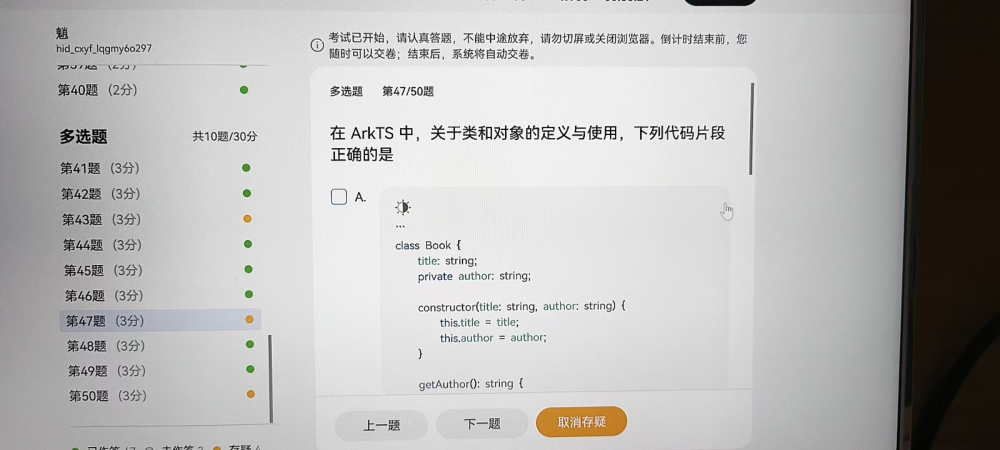 魈
hid_cxyf_lqgmy6o297
第40题 (2分)
多选题 共10题/30分
第41题 (3分)
第42题 (3分)
第43题 (3分)
第44题 (3分)
第45题 (3分)
第46题 (3分)
第47题 (3分)
第48题 (3分)
第49题 (3分)
第50题 (3分)
考试已开始，请认真答题，不能中途放弃，请勿切屏或关闭浏览器。倒计时结束前，您
随时可以交卷；结束后，系统将自动交卷。
多选题 第47/50题
在 ArkTS 中，关于类和对象的定义与使用，下列代码片段
正确的是
A.
```
class Book {
title: string;
private author: string;
constructor(title: string, author: string) {
this.title = title;
this.author = author;
}
getAuthor(): string {
上一题 下一题 取消存疑